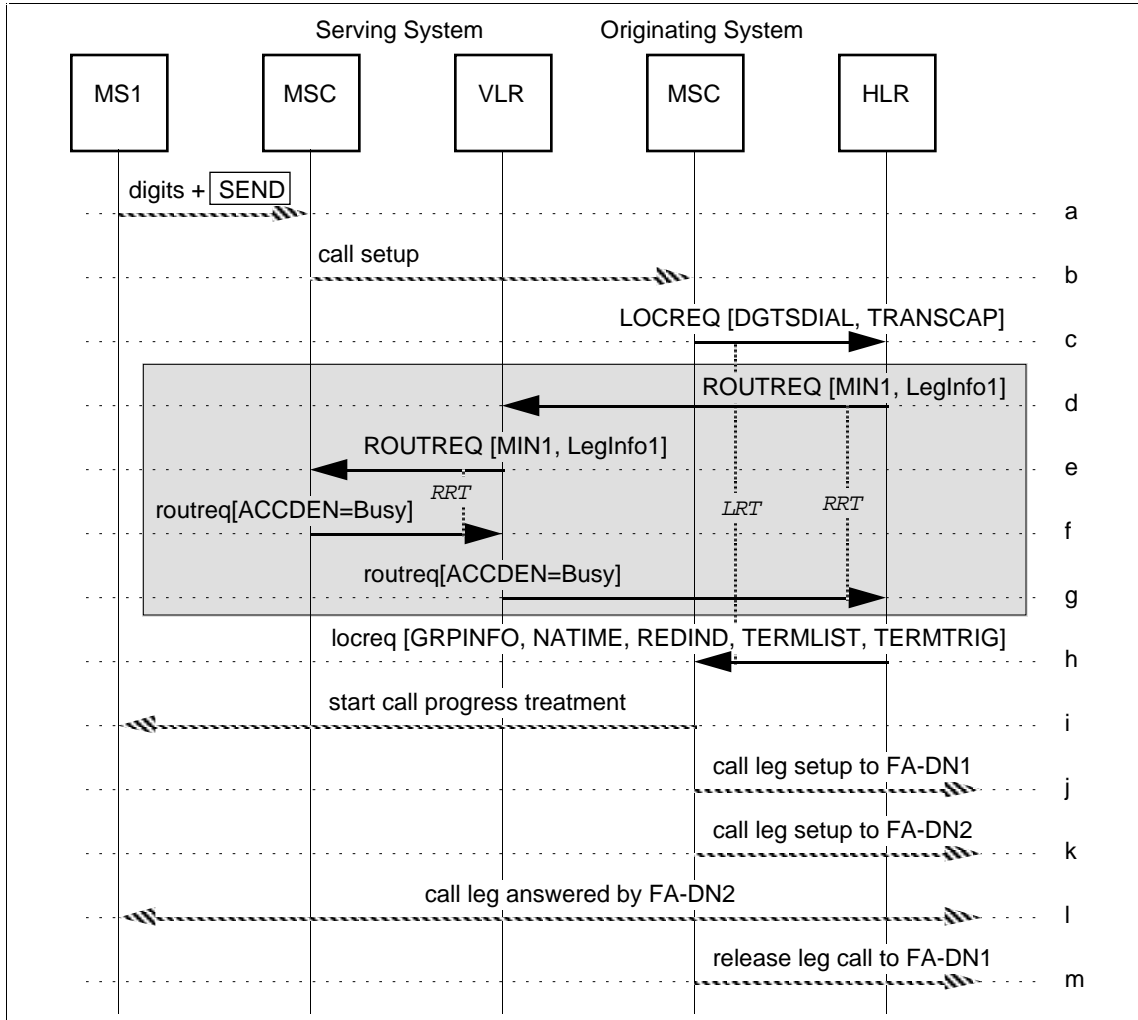 Serving System Originating System
MS1 MSC VLR MSC HLR
digits + SEND
a
call setup
b
LOCREQ [DGTSDIAL, TRANSCAP]
c
ROUTREQ [MIN1, LegInfo1]
d
ROUTREQ [MIN1, LegInfo1]
e
RRT LRT RRT
routreq[ACCDEN=Busy]
f
routreq[ACCDEN=Busy]
g
locreq [GRPINFO, NATIME, REDIND, TERMLIST, TERMTRIG]
h
start call progress treatment
i
call leg setup to FA-DN1
j
call leg setup to FA-DN2
k
call leg answered by FA-DN2
l
release leg call to FA-DN1
m